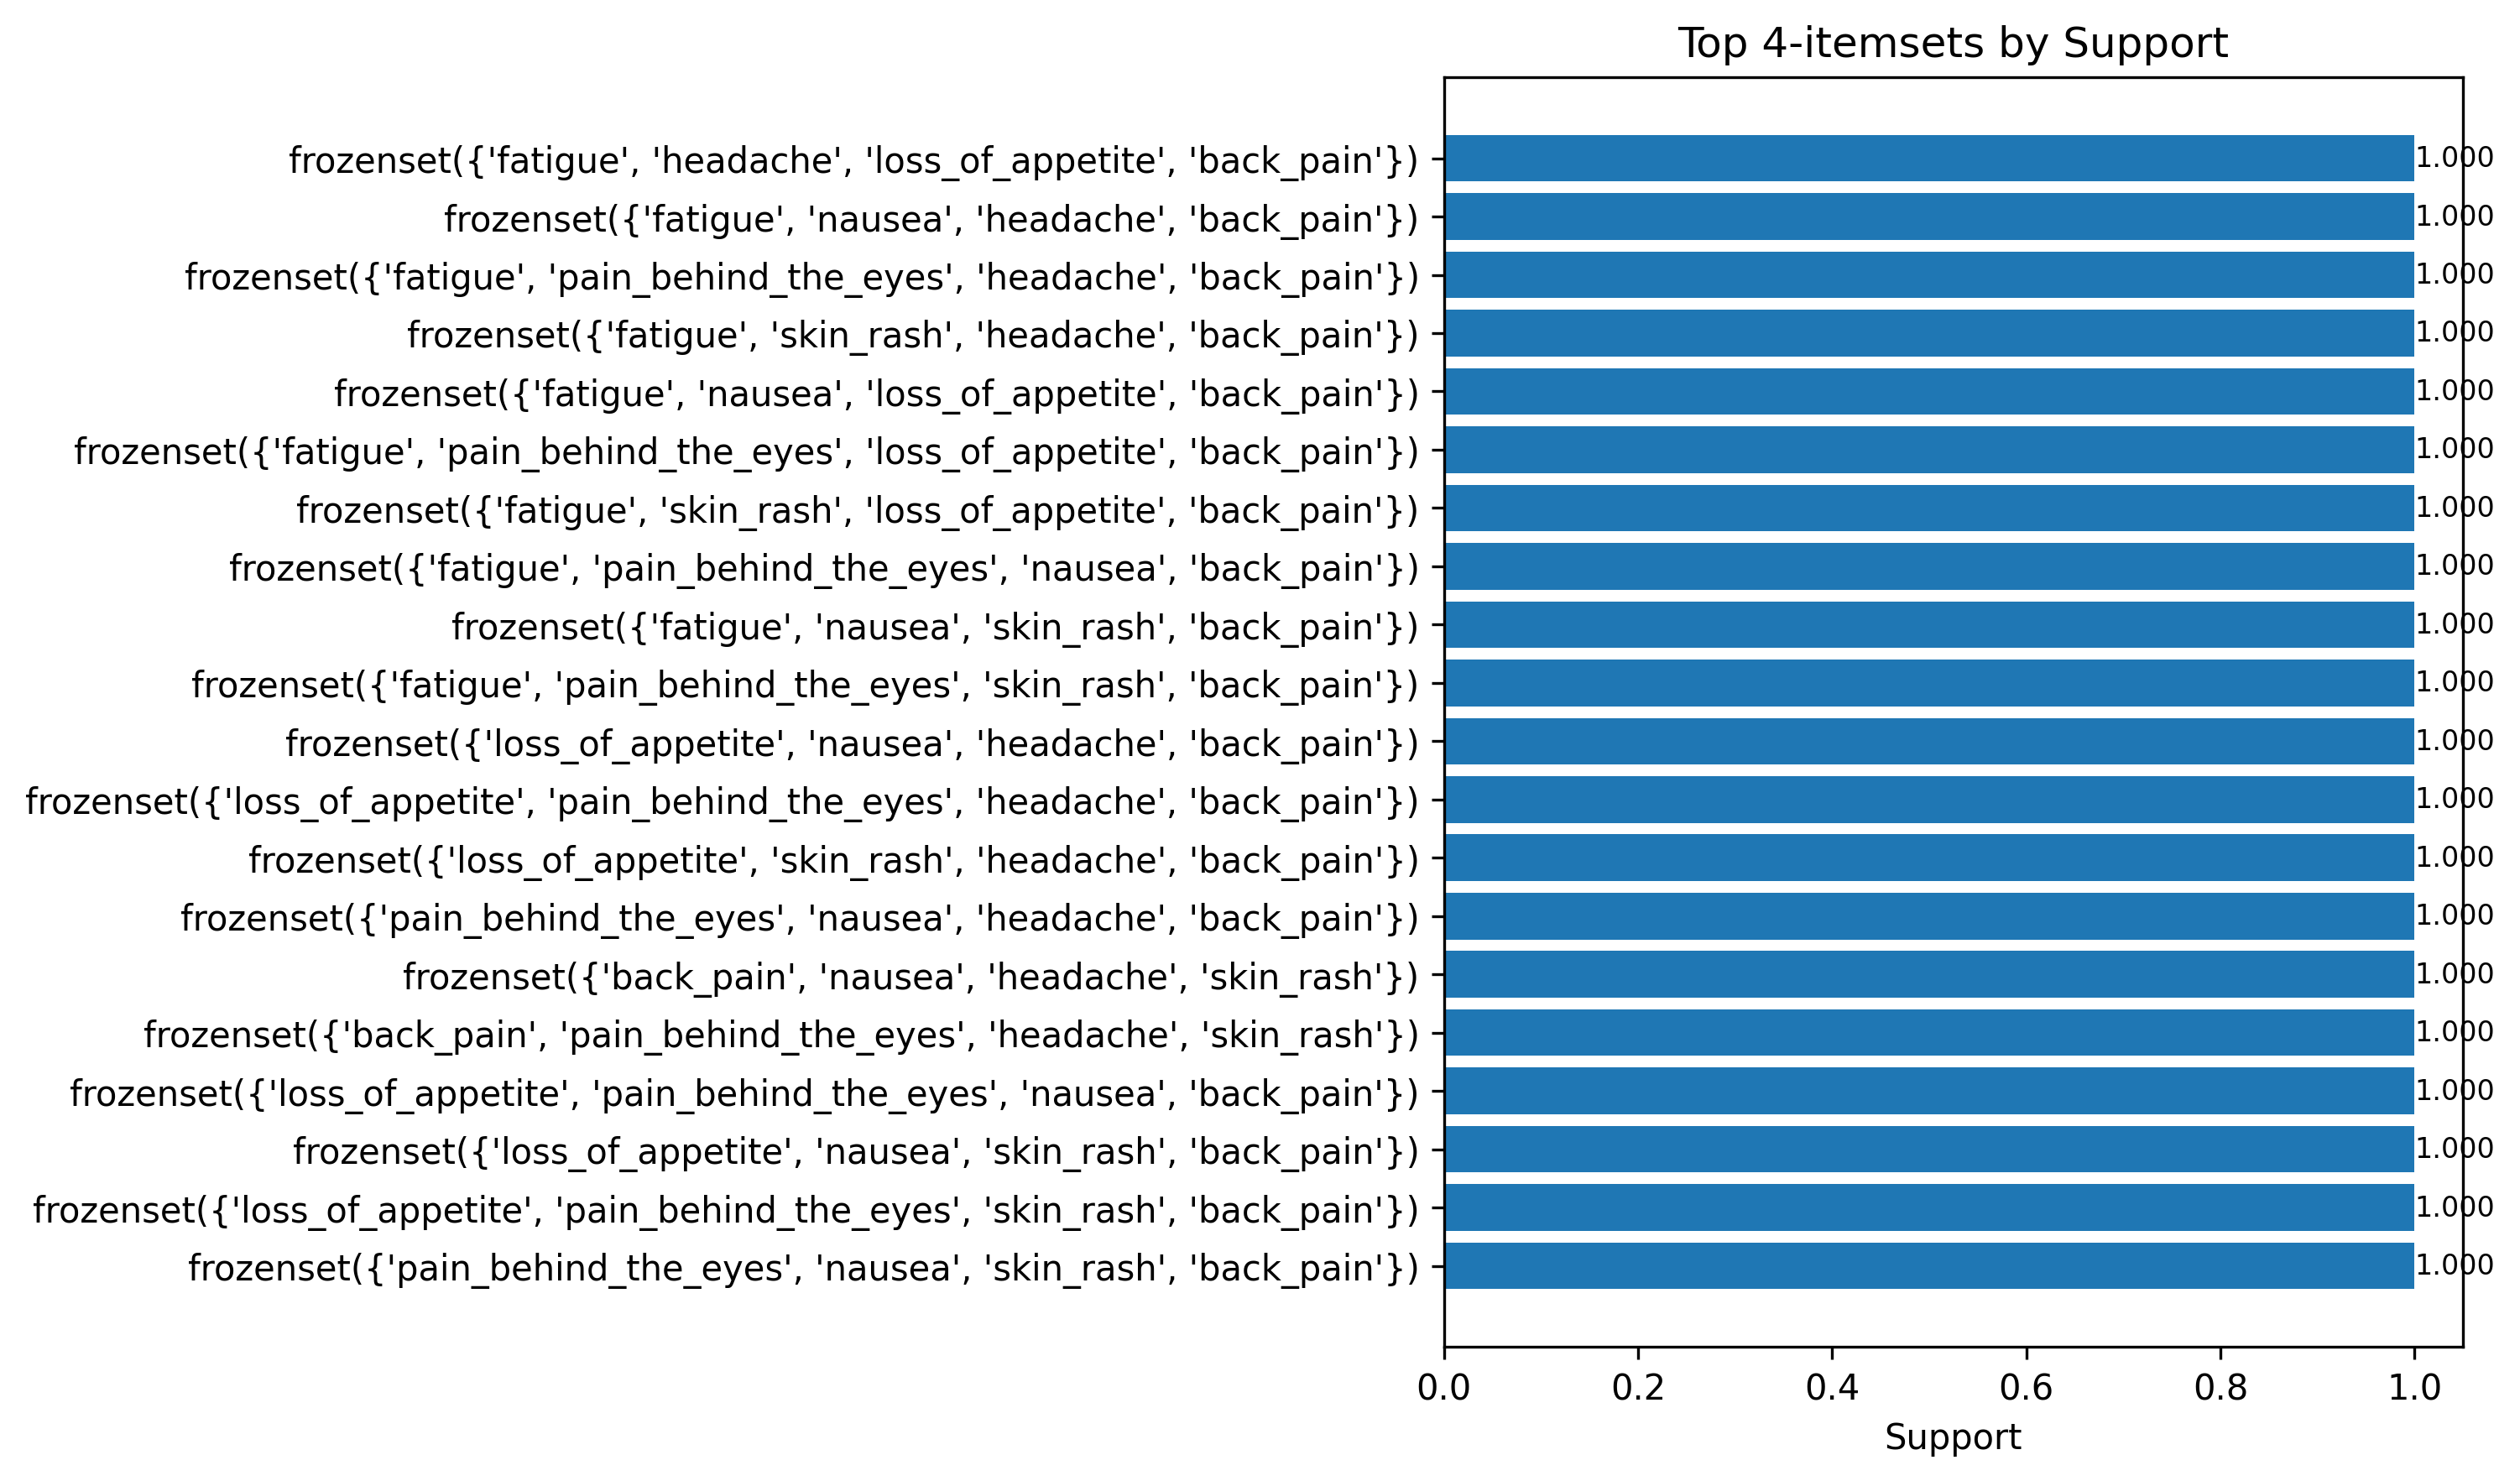 Top 4-itemsets by Support
frozenset({'fatigue', 'headache', 'loss_of_appetite', 'back_pain'}) 1.000
frozenset({'fatigue', 'nausea', 'headache', 'back_pain'}) 1.000
frozenset({'fatigue', 'pain_behind_the_eyes', 'headache', 'back_pain'}) 1.000
frozenset({'fatigue', 'skin_rash', 'headache', 'back_pain'}) 1.000
frozenset({'fatigue', 'nausea', 'loss_of_appetite', 'back_pain'}) 1.000
frozenset({'fatigue', 'pain_behind_the_eyes', 'loss_of_appetite', 'back_pain'}) 1.000
frozenset({'fatigue', 'skin_rash', 'loss_of_appetite', 'back_pain'}) 1.000
frozenset({'fatigue', 'pain_behind_the_eyes', 'nausea', 'back_pain'}) 1.000
frozenset({'fatigue', 'nausea', 'skin_rash', 'back_pain'}) 1.000
frozenset({'fatigue', 'pain_behind_the_eyes', 'skin_rash', 'back_pain'}) 1.000
frozenset({'loss_of_appetite', 'nausea', 'headache', 'back_pain'}) 1.000
frozenset({'loss_of_appetite', 'pain_behind_the_eyes', 'headache', 'back_pain'}) 1.000
frozenset({'loss_of_appetite', 'skin_rash', 'headache', 'back_pain'}) 1.000
frozenset({'pain_behind_the_eyes', 'nausea', 'headache', 'back_pain'}) 1.000
frozenset({'back_pain', 'nausea', 'headache', 'skin_rash'}) 1.000
frozenset({'back_pain', 'pain_behind_the_eyes', 'headache', 'skin_rash'}) 1.000
frozenset({'loss_of_appetite', 'pain_behind_the_eyes', 'nausea', 'back_pain'}) 1.000
frozenset({'loss_of_appetite', 'nausea', 'skin_rash', 'back_pain'}) 1.000
frozenset({'loss_of_appetite', 'pain_behind_the_eyes', 'skin_rash', 'back_pain'}) 1.000
frozenset({'pain_behind_the_eyes', 'nausea', 'skin_rash', 'back_pain'}) 1.000
0.0 0.2 0.4 0.6 0.8 1.0
Support